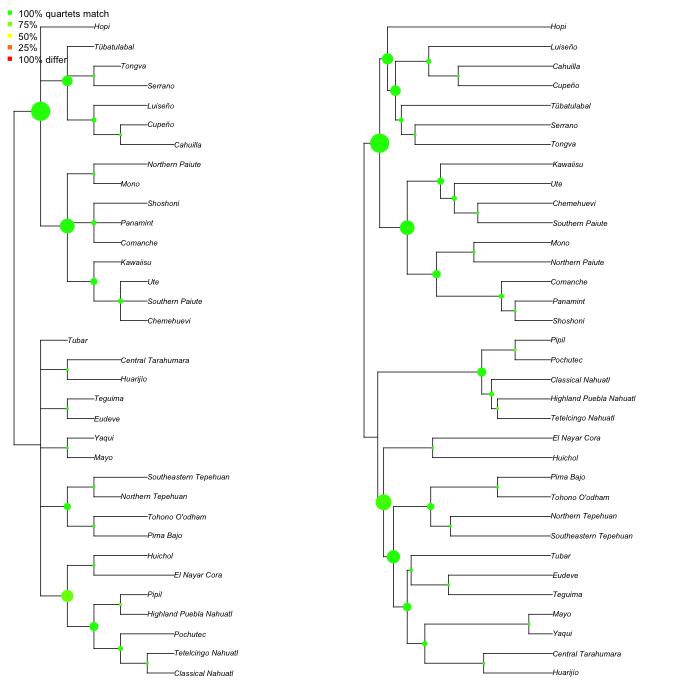 100% quartets match
75%
50%
25%
100% differ
Hopi
Tübatulabal
Tongva
Serrano
Luiseño
Cupeño
Cahuilla
Northern Paiute
Mono
Shoshoni
Panamint
Comanche
Kawaiisu
Ute
Southern Paiute
Chemehuevi
Tubar
Central Tarahumara
Huarijio
Teguima
Eudeve
Yaqui
Mayo
Southeastern Tepehuan
Northern Tepehuan
Tohono O'odham
Pima Bajo
Huichol
El Nayar Cora
Pipil
Highland Puebla Nahuatl
Pochutec
Tetelcingo Nahuatl
Classical Nahuatl
Hopi
Luiseño
Cahuilla
Cupeño
Tübatulabal
Serrano
Tongva
Kawaiisu
Ute
Chemehuevi
Southern Paiute
Mono
Northern Paiute
Comanche
Panamint
Shoshoni
Pipil
Pochutec
Classical Nahuatl
Highland Puebla Nahuatl
Tetelcingo Nahuatl
El Nayar Cora
Huichol
Pima Bajo
Tohono O'odham
Northern Tepehuan
Southeastern Tepehuan
Tubar
Eudeve
Teguima
Mayo
Yaqui
Central Tarahumara
Huarijio